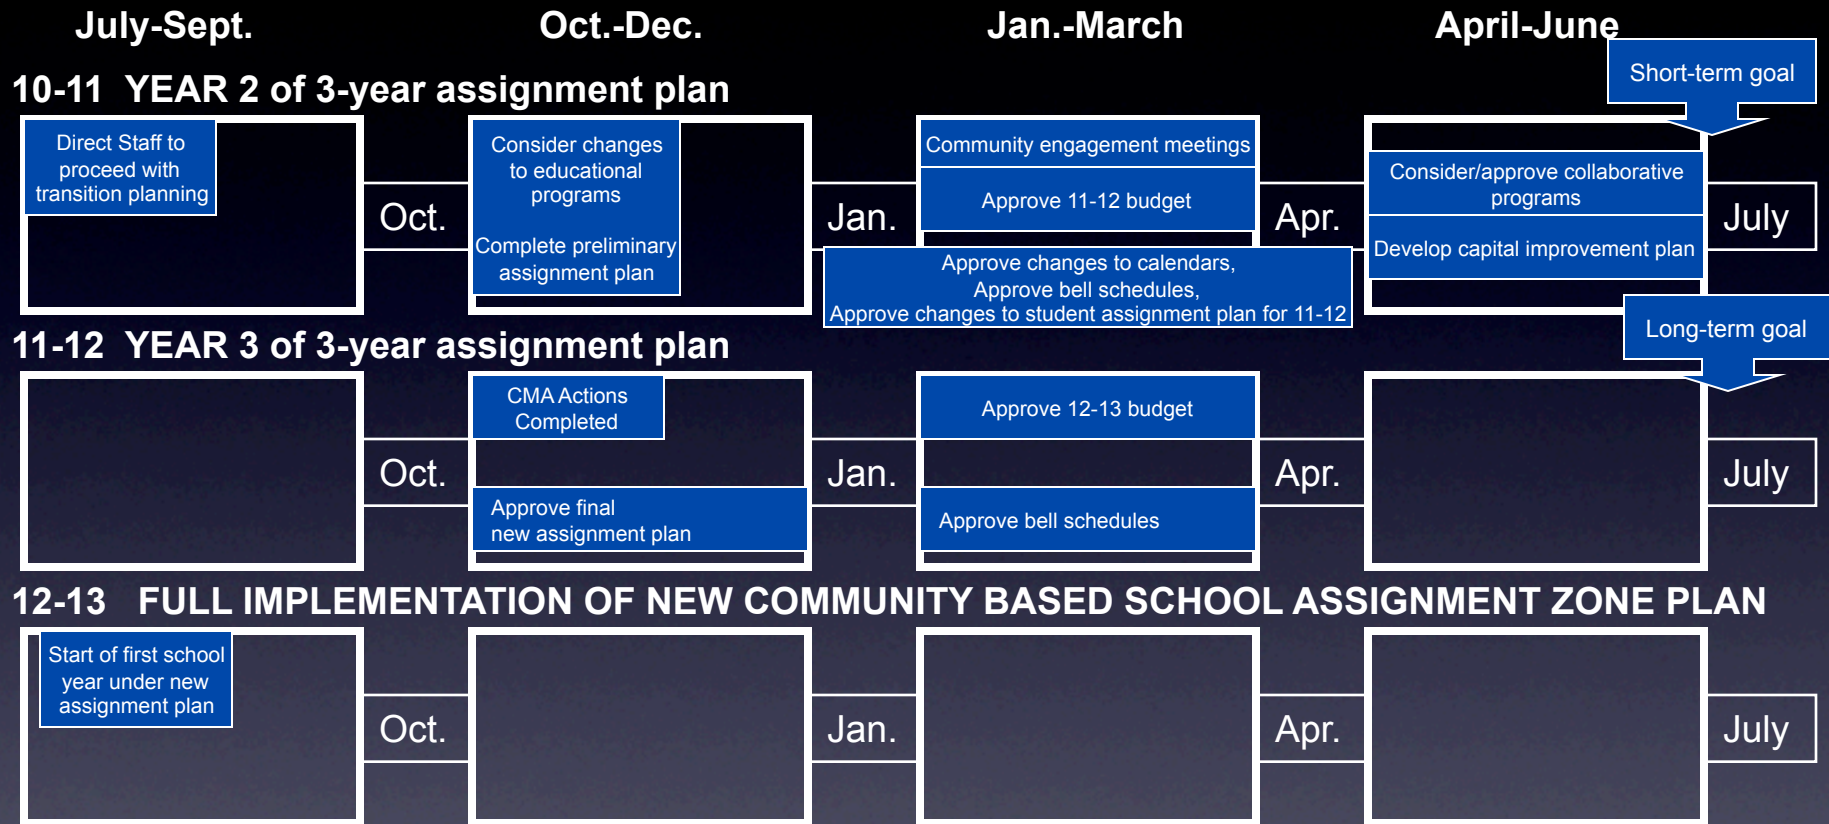 July-Sept.
Oct.-Dec.
Jan.-March
April-June
Short-term goal
10-11 YEAR 2 of 3-year assignment plan
Direct Staff to
proceed with
transition planning
Oct.
Consider changes
to educational
programs
Complete preliminary
assignment plan
Jan.
Community engagement meetings
Approve 11-12 budget
Approve changes to calendars,
Approve bell schedules,
Approve changes to student assignment plan for 11-12
Apr.
Consider/approve collaborative
programs
Develop capital improvement plan
July
Long-term goal
11-12 YEAR 3 of 3-year assignment plan
Oct.
CMA Actions
Completed
Approve final
new assignment plan
Jan.
Approve 12-13 budget
Approve bell schedules
Apr.
July
12-13 FULL IMPLEMENTATION OF NEW COMMUNITY BASED SCHOOL ASSIGNMENT ZONE PLAN
Start of first school
year under new
assignment plan
Oct.
Jan.
Apr.
July